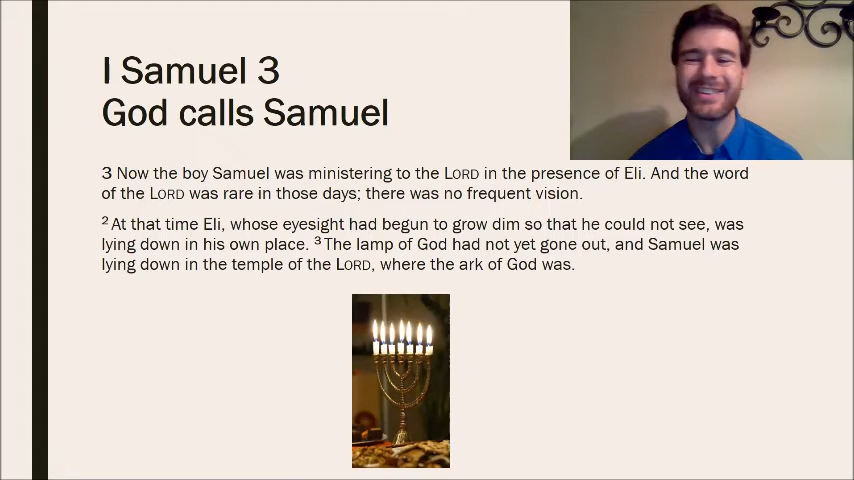 I Samuel 3
God calls Samuel
3 Now the boy Samuel was ministering to the LORD in the presence of Eli. And the word
of the LORD was rare in those days; there was no frequent vision.
2 At that time Eli, whose eyesight had begun to grow dim so that he could not see, was
lying down in his own place. 3 The lamp of God had not yet gone out, and Samuel was
lying down in the temple of the LORD, where the ark of God was.